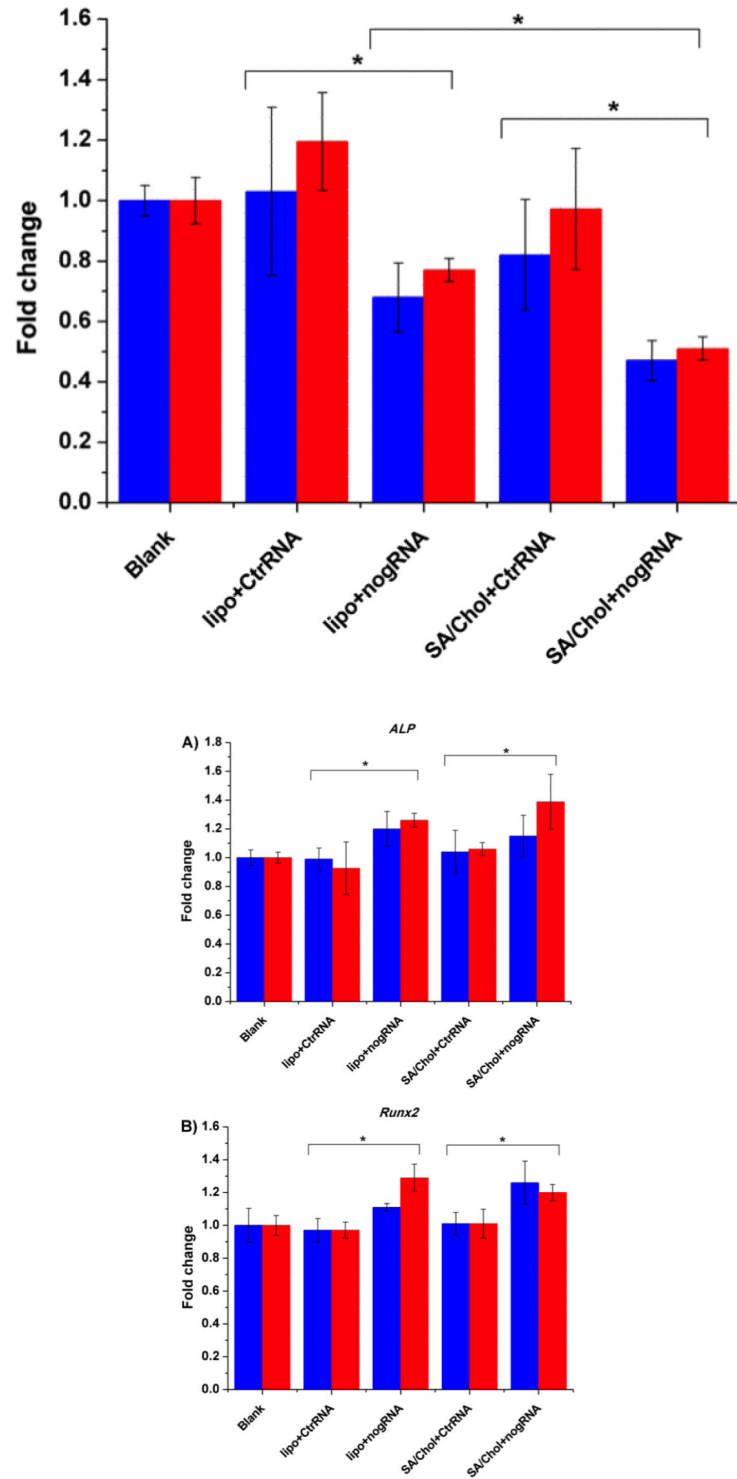 1.6
1.4
1.2
1.0
0.8
0.6
0.4
0.2
0.0
Fold change
*
*
*
Blank
lipo+CtrRNA
lipo+nogRNA
SA/Chol+CtrRNA
SA/Chol+nogRNA
ALP
A)
1.8
1.6
1.4
1.2
1.0
0.8
0.6
0.4
0.2
0.0
Fold change
*
*
Blank
lipo+CtrRNA
lipo+nogRNA
SA/Chol+CtrRNA
SA/Chol+nogRNA
Runx2
B)
1.6
1.4
1.2
1.0
0.8
0.6
0.4
0.2
0.0
Fold change
*
*
Blank
lipo+CtrRNA
lipo+nogRNA
SA/Chol+CtrRNA
SA/Chol+nogRNA